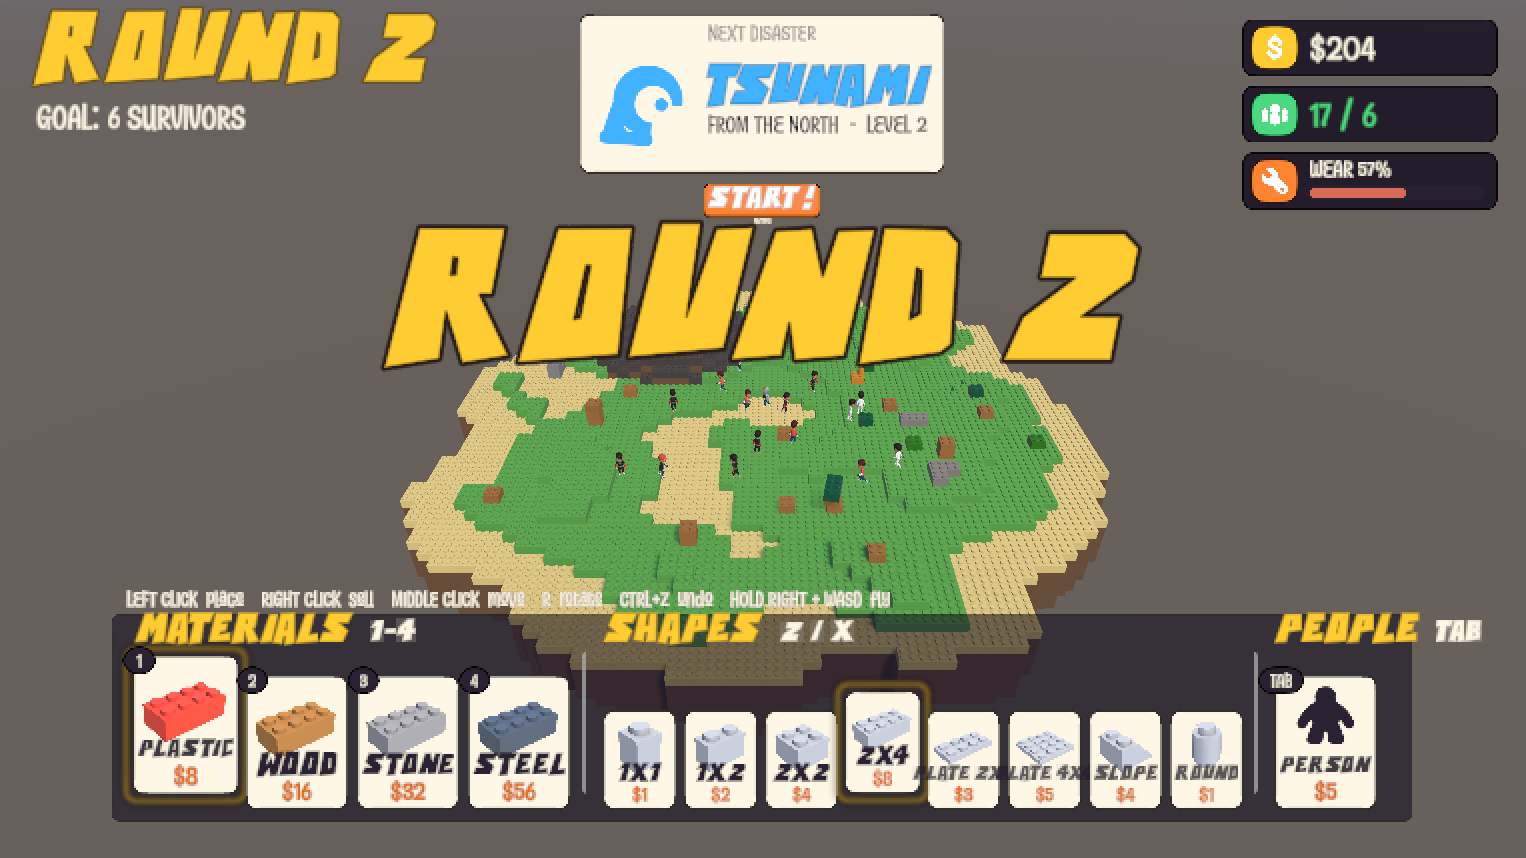 ROUND 2
GOAL: 6 SURVIVORS
NEXT DISASTER
TSUNAMI
FROM THE NORTH - LEVEL 2
$204
17 / 6
WEAR 57%
START!
ROUND 2
LEFT CLICK place RIGHT CLICK sell MIDDLE CLICK move R rotate CTRL+Z undo HOLD RIGHT + WASD fly
MATERIALS 1-4
SHAPES Z / X
PEOPLE TAB
1
PLASTIC
$8
2
WOOD
$16
3
STONE
$32
4
STEEL
$56
1X1
$1
1X2
$2
2X2
$4
2X4
$8
PLATE 2X
$3
LATE 4X
$5
SLOPE
$4
ROUND
$1
TAB
PERSON
$5